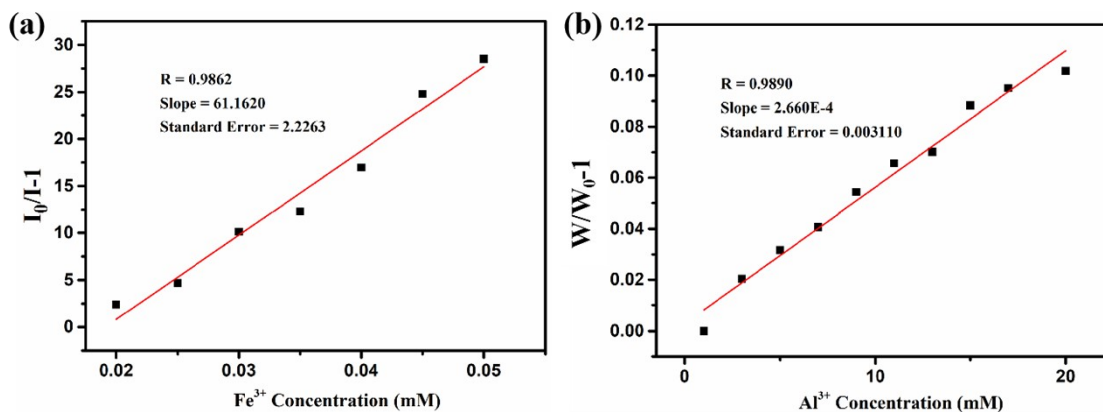 (a)
30
25
20
15
10
5
0
I₀/I-1
R = 0.9862
Slope = 61.1620
Standard Error = 2.2263
0.02 0.03 0.04 0.05
Fe³⁺ Concentration (mM)
(b)
0.12
0.10
0.08
0.06
0.04
0.02
0.00
W/W₀-1
R = 0.9890
Slope = 2.660E-4
Standard Error = 0.003110
0 10 20
Al³⁺ Concentration (mM)